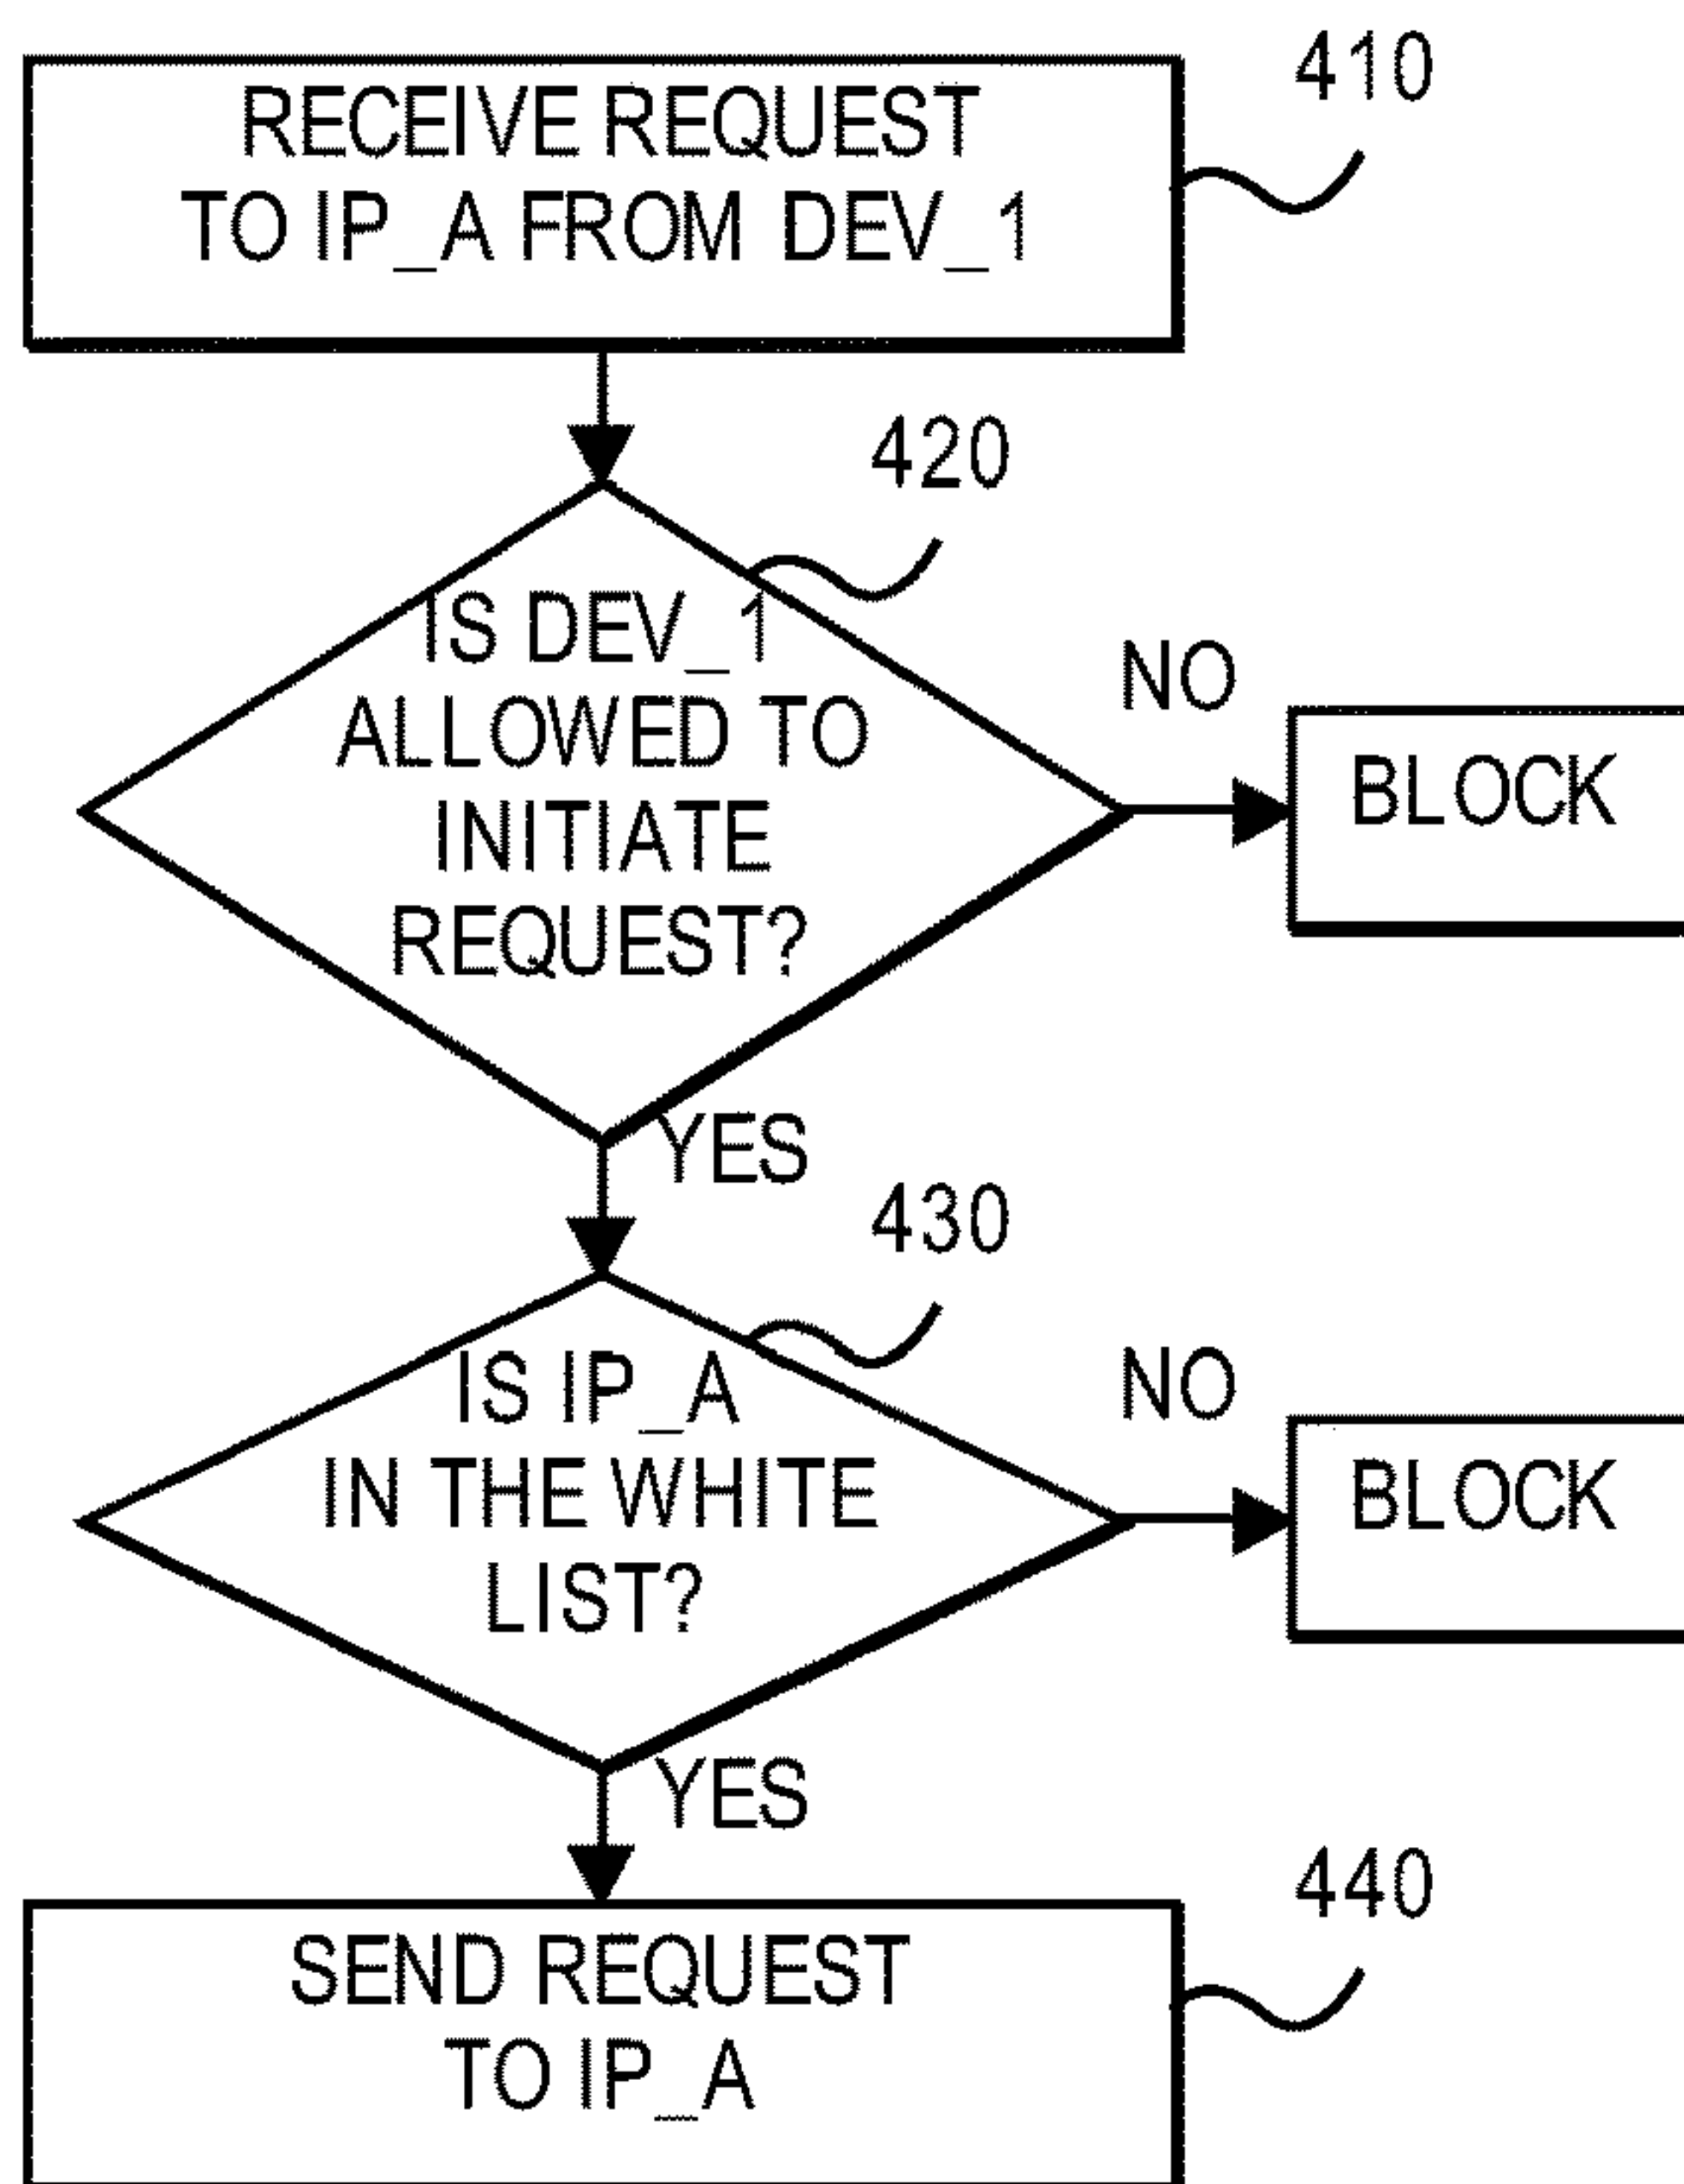 410
RECEIVE REQUEST
TO IP_A FROM DEV_1
420
IS DEV_1
ALLOWED TO
INITIATE
REQUEST?
NO
BLOCK
YES
430
IS IP_A
IN THE WHITE
LIST?
NO
BLOCK
YES
440
SEND REQUEST
TO IP_A